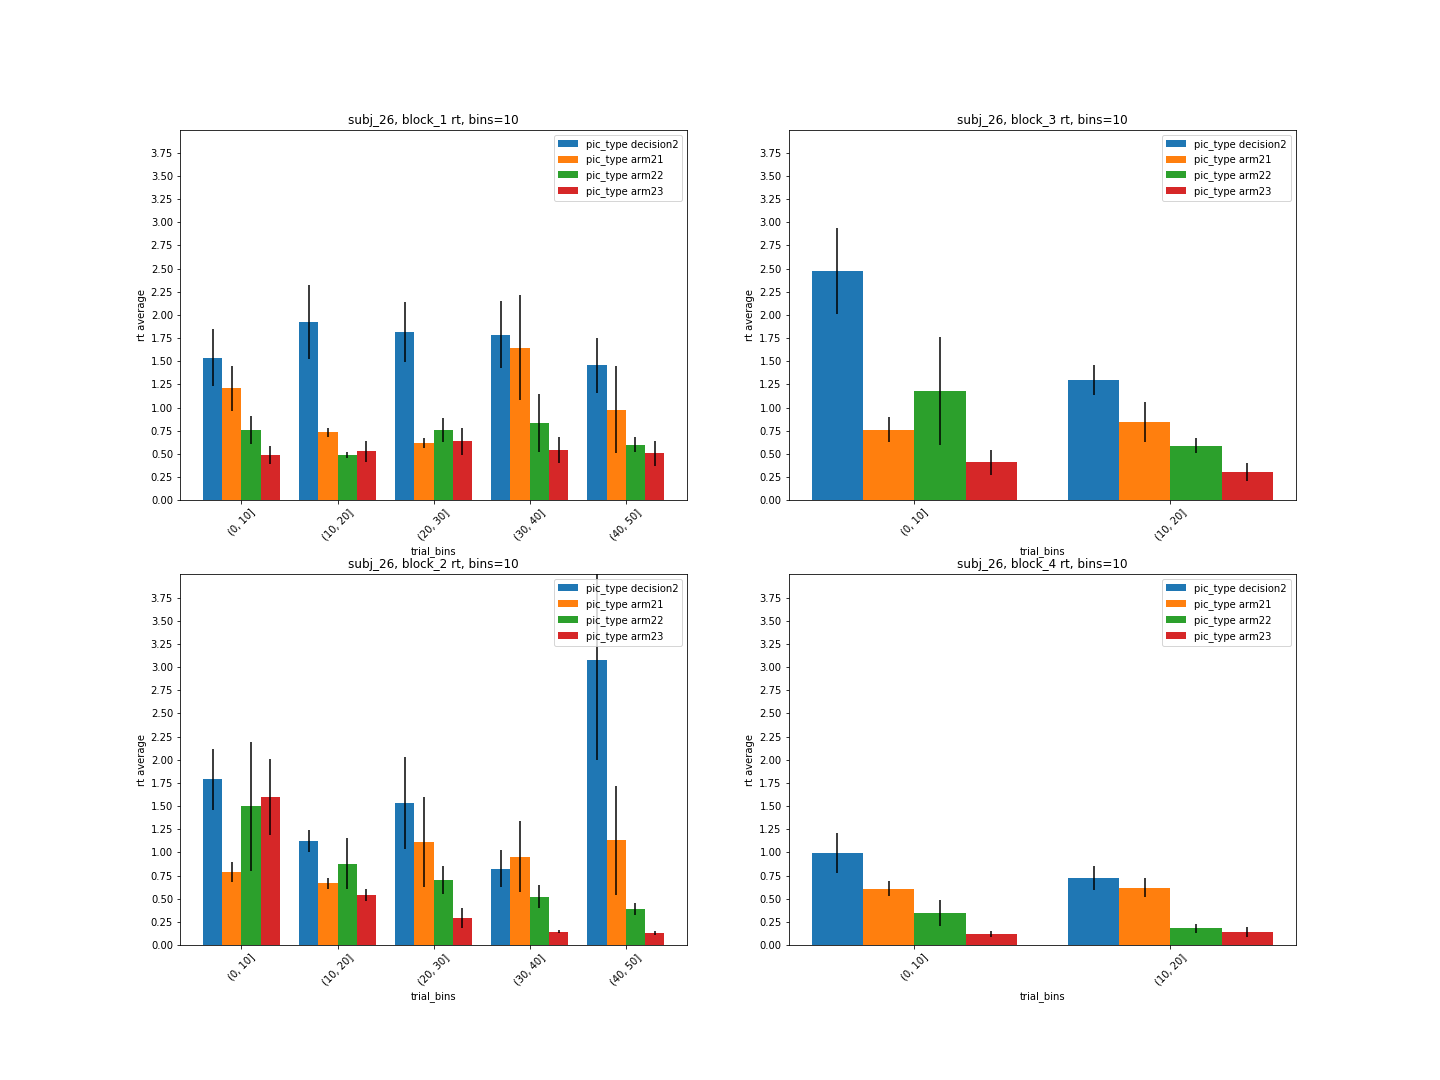 subj_26, block_1 rt, bins=10
rt average
3.75
3.50
3.25
3.00
2.75
2.50
2.25
2.00
1.75
1.50
1.25
1.00
0.75
0.50
0.25
0.00
pic_type decision2
pic_type arm21
pic_type arm22
pic_type arm23
(0, 10]
(10, 20]
(20, 30]
(30, 40]
(40, 50]
trial_bins
subj_26, block_3 rt, bins=10
rt average
3.75
3.50
3.25
3.00
2.75
2.50
2.25
2.00
1.75
1.50
1.25
1.00
0.75
0.50
0.25
0.00
pic_type decision2
pic_type arm21
pic_type arm22
pic_type arm23
(0, 10]
(10, 20]
trial_bins
subj_26, block_2 rt, bins=10
rt average
3.75
3.50
3.25
3.00
2.75
2.50
2.25
2.00
1.75
1.50
1.25
1.00
0.75
0.50
0.25
0.00
pic_type decision2
pic_type arm21
pic_type arm22
pic_type arm23
(0, 10]
(10, 20]
(20, 30]
(30, 40]
(40, 50]
trial_bins
subj_26, block_4 rt, bins=10
rt average
3.75
3.50
3.25
3.00
2.75
2.50
2.25
2.00
1.75
1.50
1.25
1.00
0.75
0.50
0.25
0.00
pic_type decision2
pic_type arm21
pic_type arm22
pic_type arm23
(0, 10]
(10, 20]
trial_bins